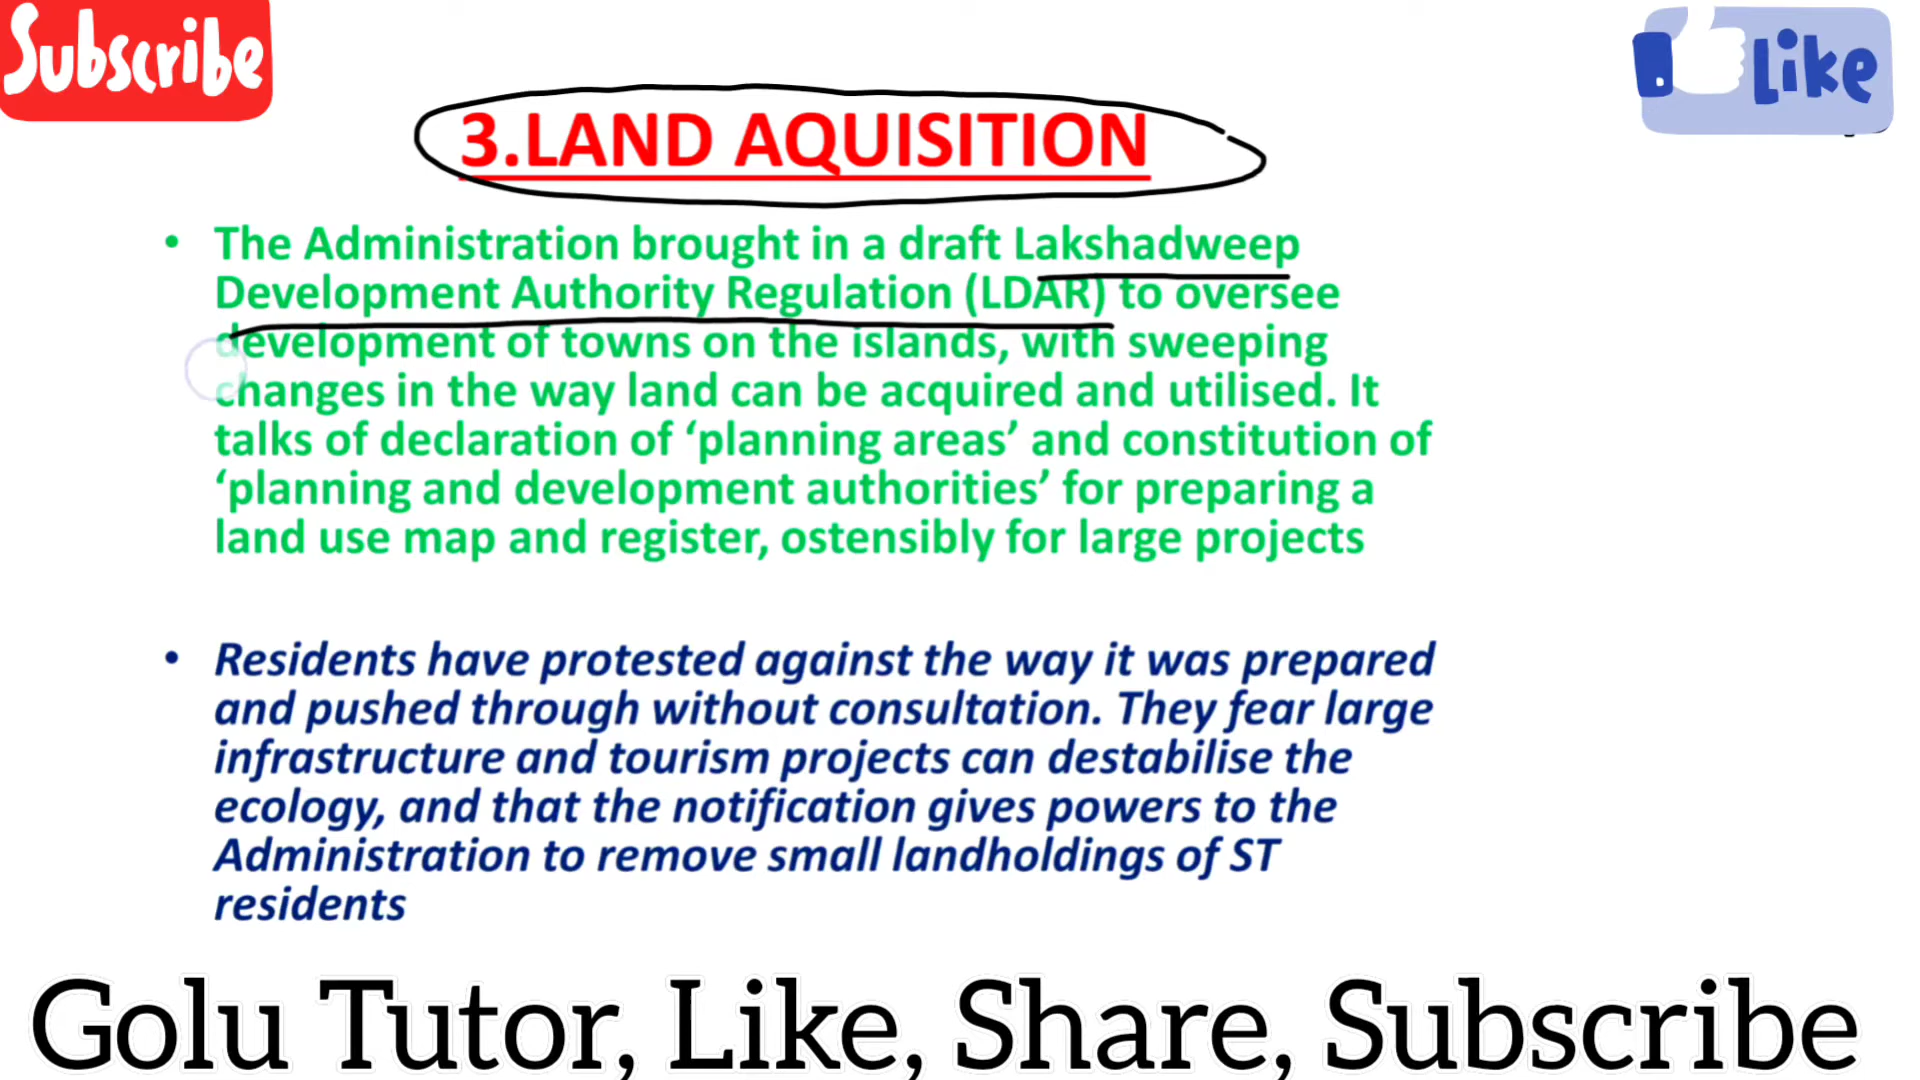 Subscribe
Like
3.LAND AQUISITION
• The Administration brought in a draft Lakshadweep
Development Authority Regulation (LDAR) to oversee
development of towns on the islands, with sweeping
changes in the way land can be acquired and utilised. It
talks of declaration of ‘planning areas’ and constitution of
‘planning and development authorities’ for preparing a
land use map and register, ostensibly for large projects
• Residents have protested against the way it was prepared
and pushed through without consultation. They fear large
infrastructure and tourism projects can destabilise the
ecology, and that the notification gives powers to the
Administration to remove small landholdings of ST
residents
Golu Tutor, Like, Share, Subscribe